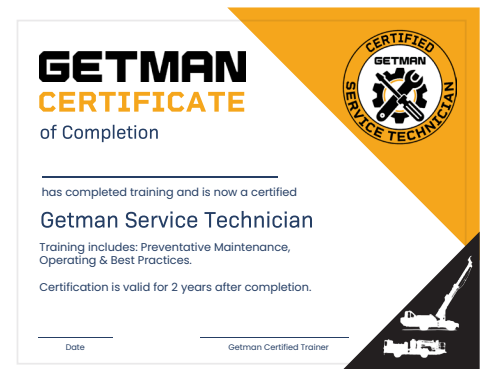 GETMAN
CERTIFICATE
of Completion
CERTIFIED
GETMAN
SERVICE TECHNICIAN
has completed training and is now a certified
Getman Service Technician
Training includes: Preventative Maintenance,
Operating & Best Practices.
Certification is valid for 2 years after completion.
Date
Getman Certified Trainer